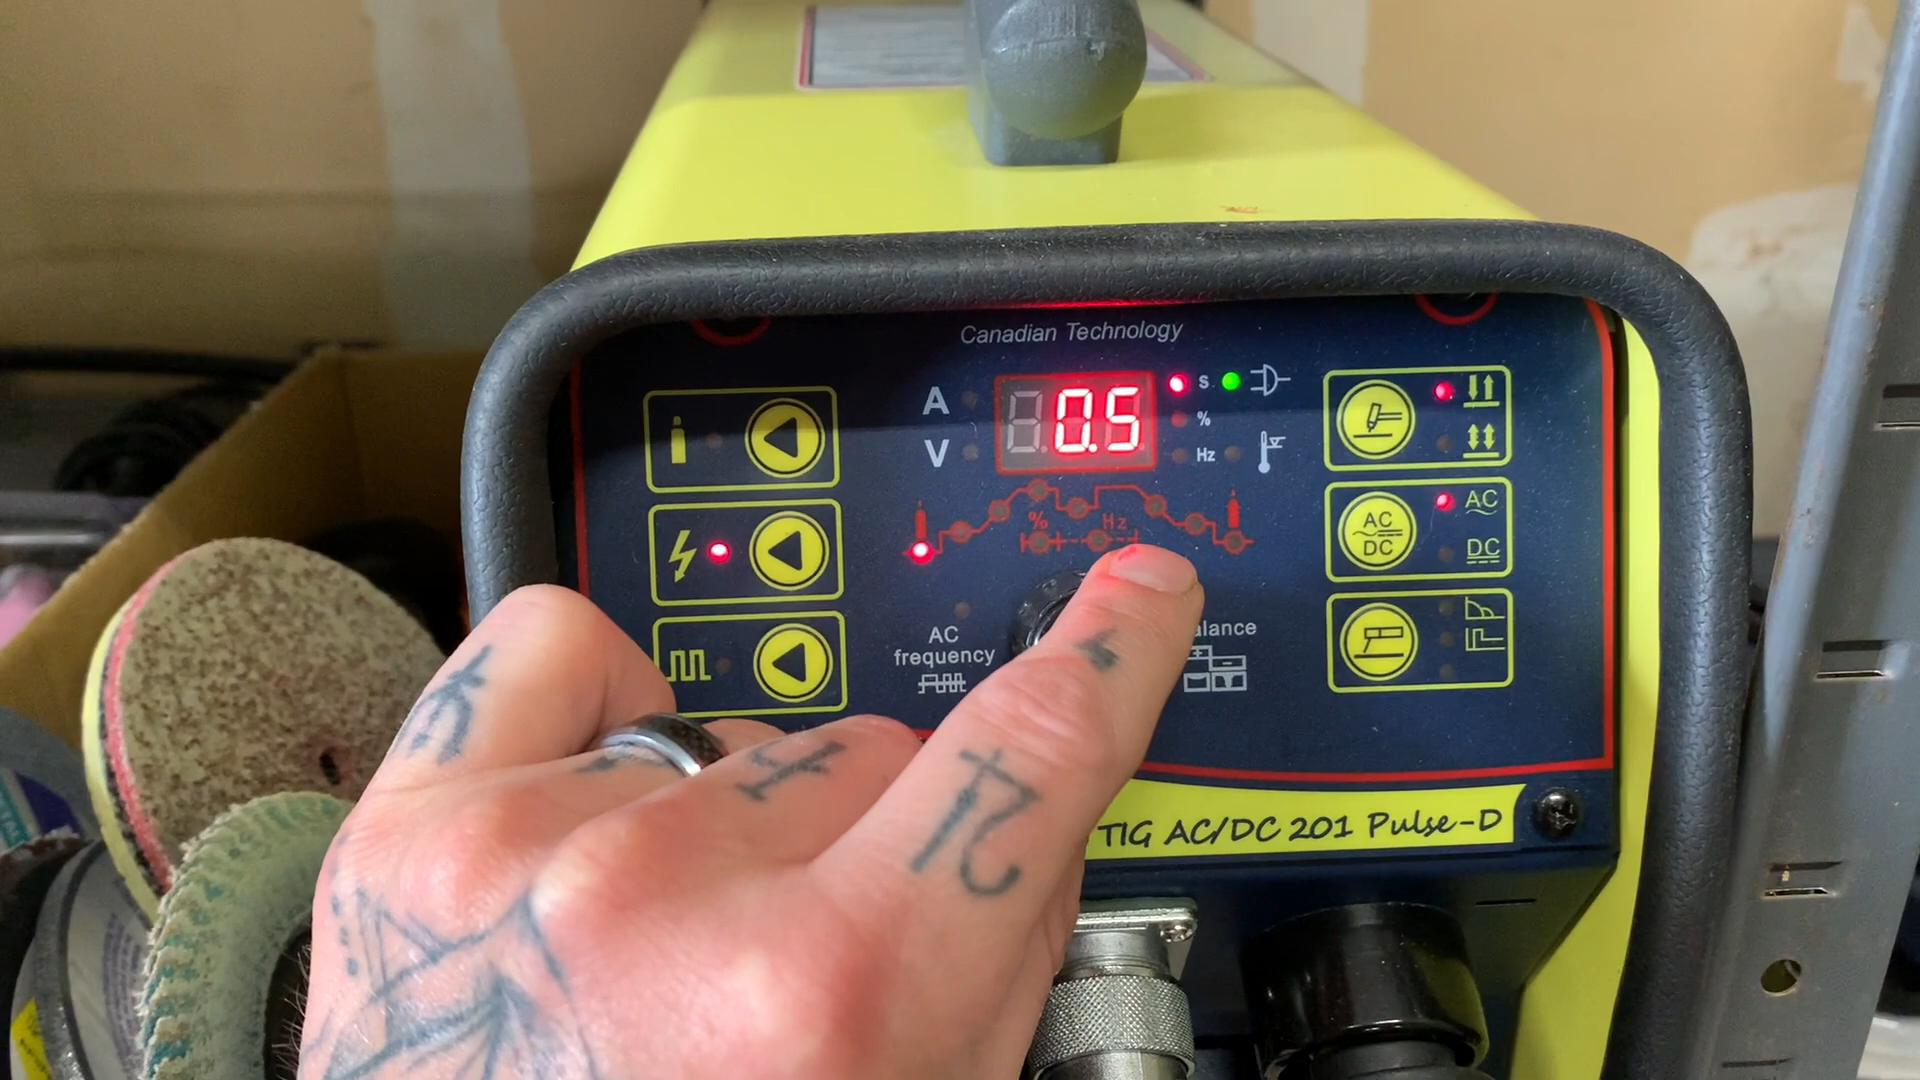 Canadian Technology
A
V
0.5
S
%
Hz
%
Hz
AC
frequency
alance
AC
DC
AC
DC
TIG AC/DC 201 Pulse-D